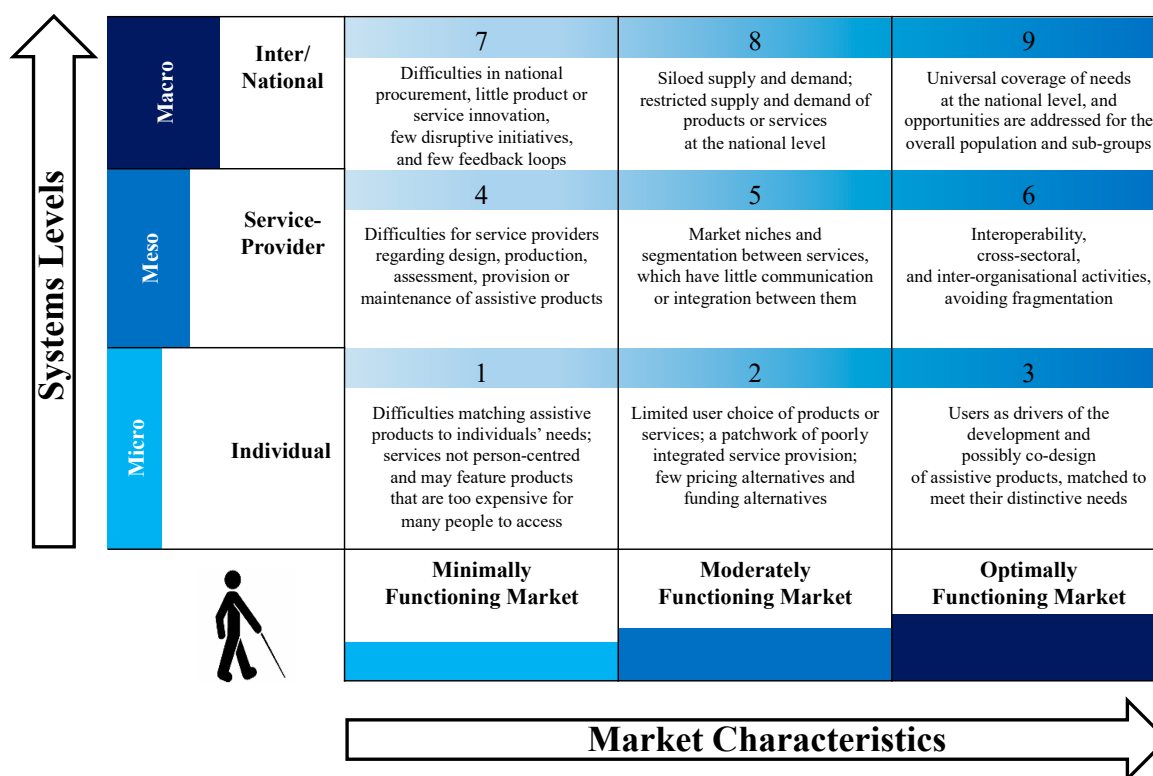 Systems Levels
Macro
Inter/
National
7
Difficulties in national
procurement, little product or
service innovation,
few disruptive initiatives,
and few feedback loops
8
Siloed supply and demand;
restricted supply and demand of
products or services
at the national level
9
Universal coverage of needs
at the national level, and
opportunities are addressed for the
overall population and sub-groups
Meso
Service-
Provider
4
Difficulties for service providers
regarding design, production,
assessment, provision or
maintenance of assistive products
5
Market niches and
segmentation between services,
which have little communication
or integration between them
6
Interoperability,
cross-sectoral,
and inter-organisational activities,
avoiding fragmentation
Micro
Individual
1
Difficulties matching assistive
products to individuals’ needs;
services not person-centred
and may feature products
that are too expensive for
many people to access
2
Limited user choice of products or
services; a patchwork of poorly
integrated service provision;
few pricing alternatives and
funding alternatives
3
Users as drivers of the
development and
possibly co-design
of assistive products, matched to
meet their distinctive needs
Minimally
Functioning Market
Moderately
Functioning Market
Optimally
Functioning Market
Market Characteristics